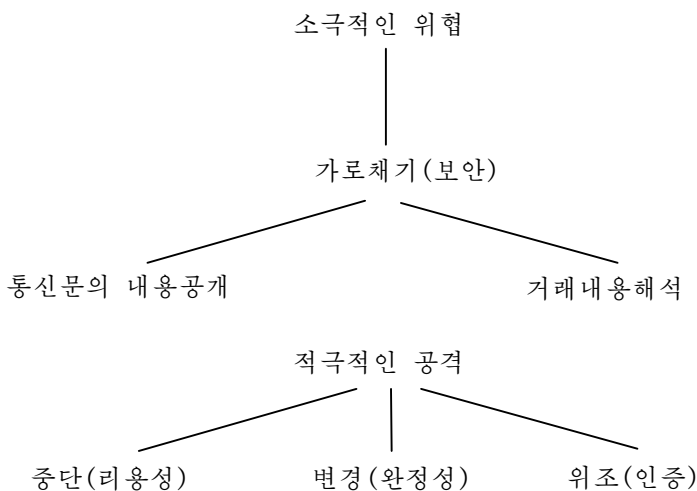 소극적인 위협
가로채기(보안)
통신문의 내용공개 거래내용해석
적극적인 공격
중단(리용성) 변경(완정성) 위조(인증)